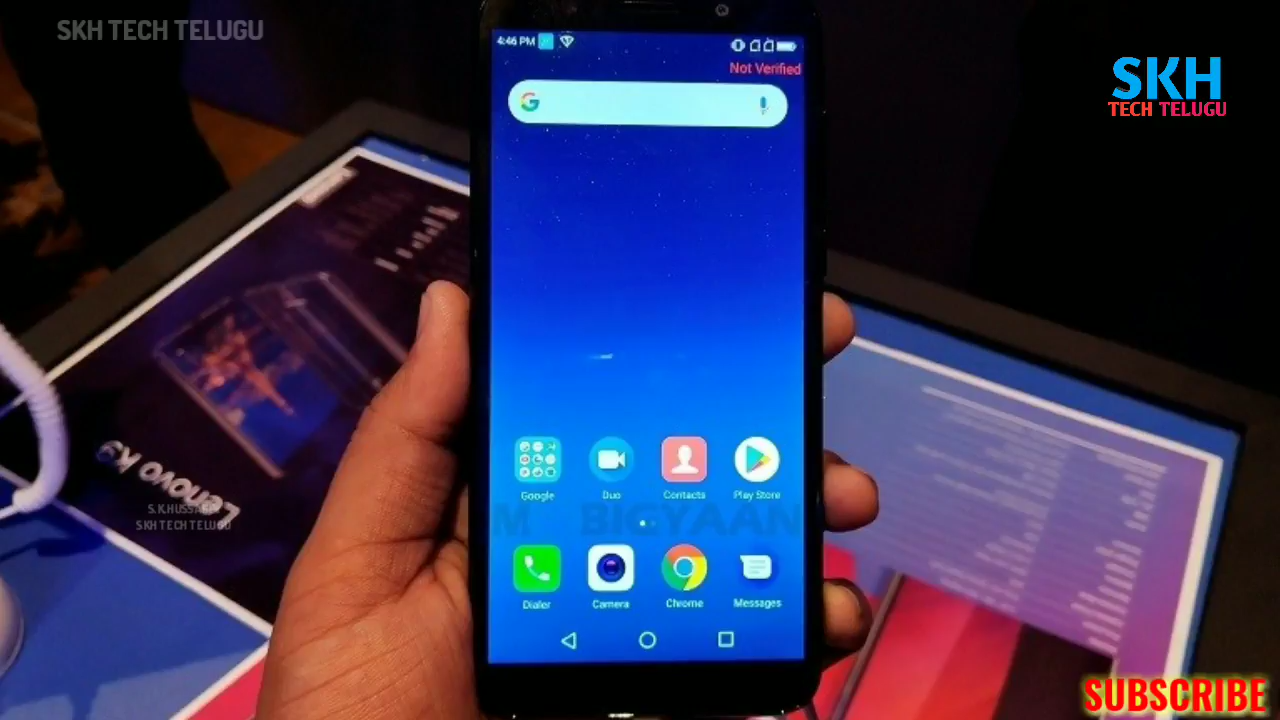 SKH TECH TELUGU
SKH
TECH TELUGU
4:46 PM
Not Verified
Google
Duo
Contacts
Play Store
BIGYAAN
Dialer
Camera
Chrome
Messages
Lenovo K9
SKH TECH TELUGU
SUBSCRIBE